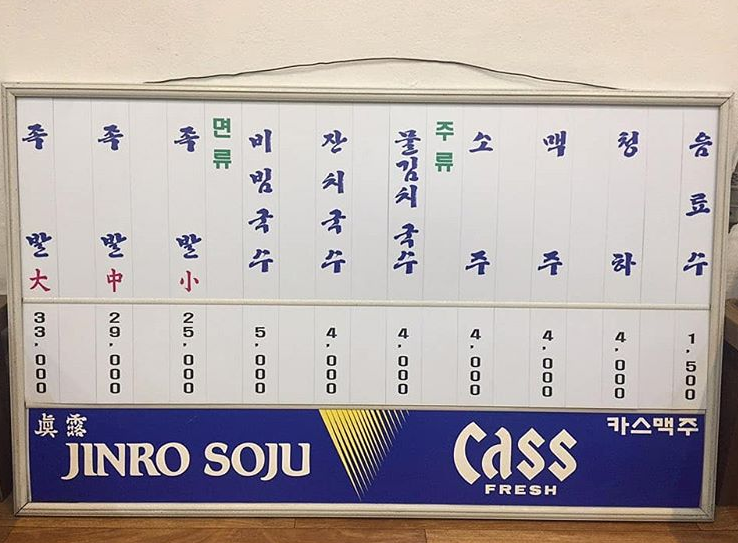 족발 大 33,000
족발 中 29,000
족발 小 25,000
면류
비빔국수 5,000
잔치국수 4,000
물김치국수 4,000
주류
소주 4,000
맥주 4,000
청하 4,000
음료수 1,500
眞露
JINRO SOJU
Cass
FRESH
카스맥주